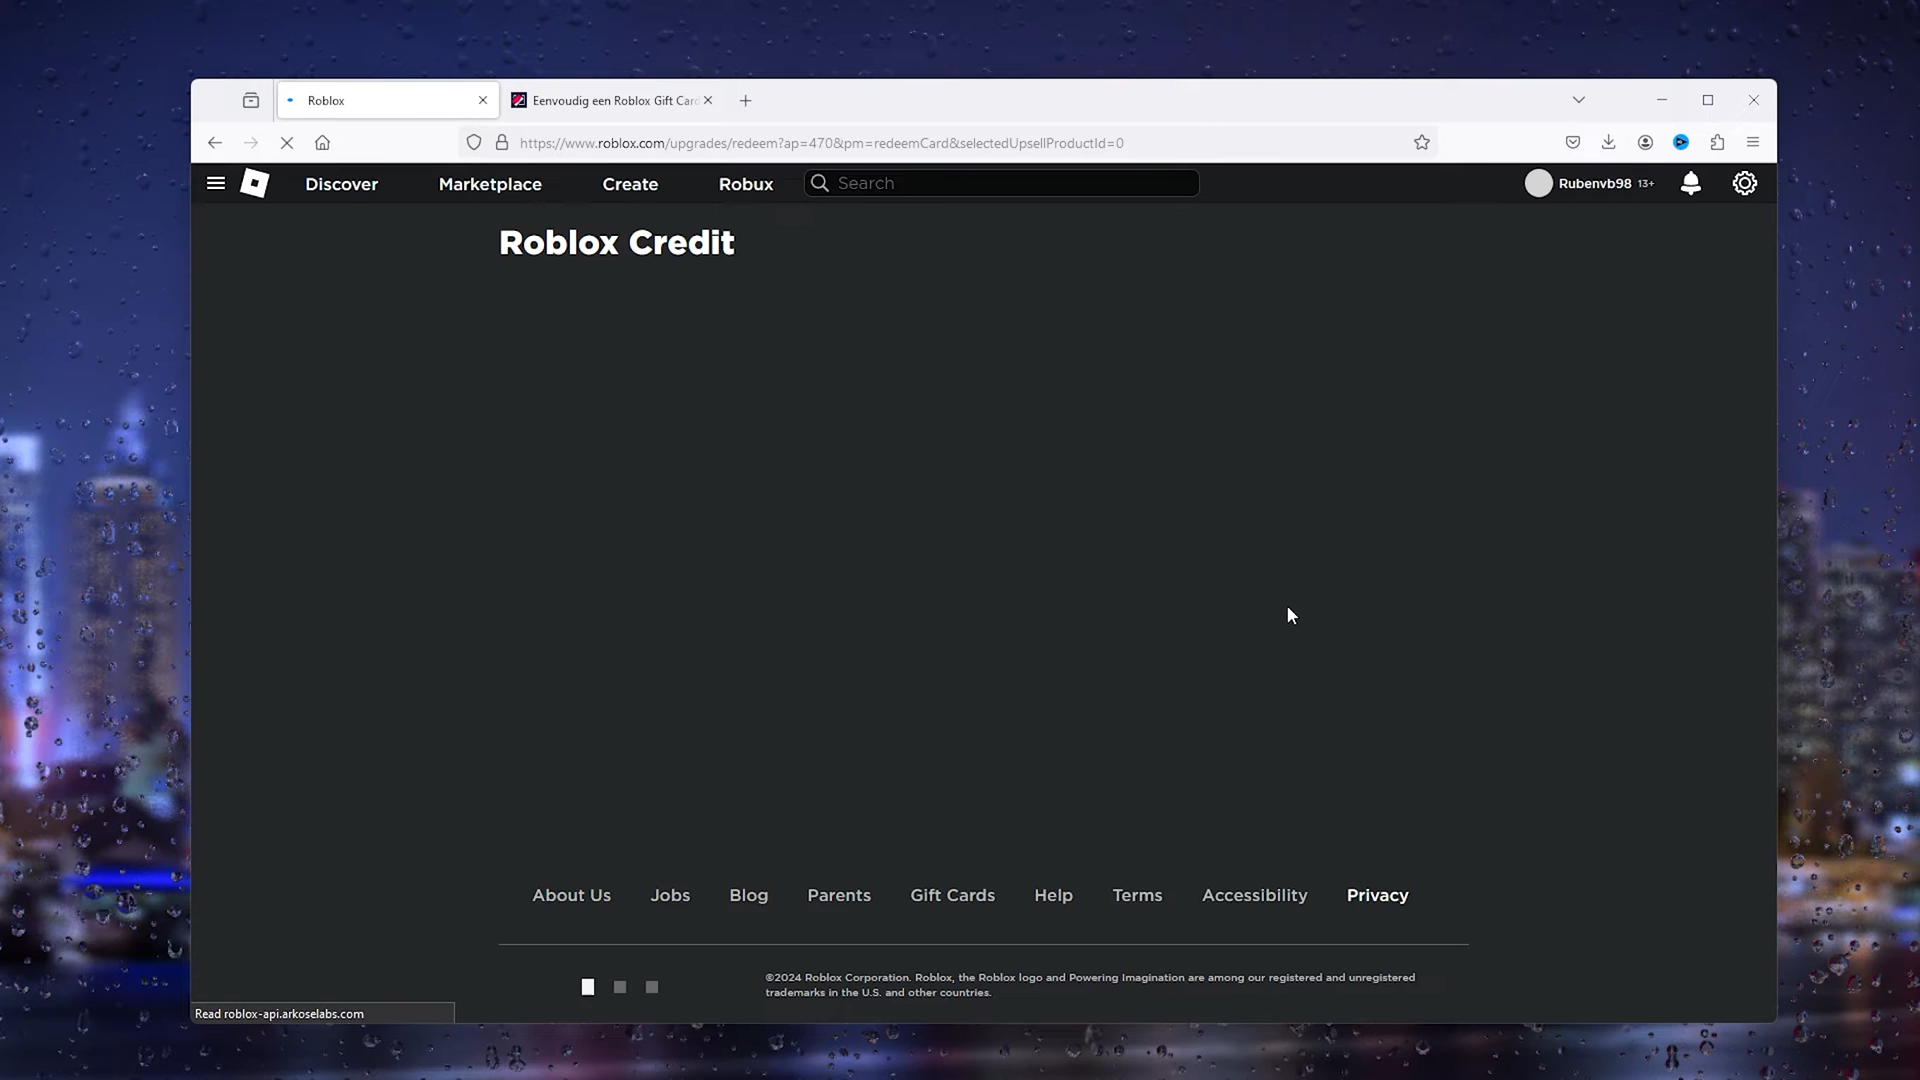 Roblox
Eenvoudig een Roblox Gift Card
https://www.roblox.com/upgrades/redeem?ap=470&pm=redeemCard&selectedUpsellProductId=0
Discover Marketplace Create Robux Search Rubenvb98 13+
Roblox Credit
About Us Jobs Blog Parents Gift Cards Help Terms Accessibility Privacy
©2024 Roblox Corporation. Roblox, the Roblox logo and Powering Imagination are among our registered and unregistered
trademarks in the U.S. and other countries.
Read roblox-api.arkoselabs.com